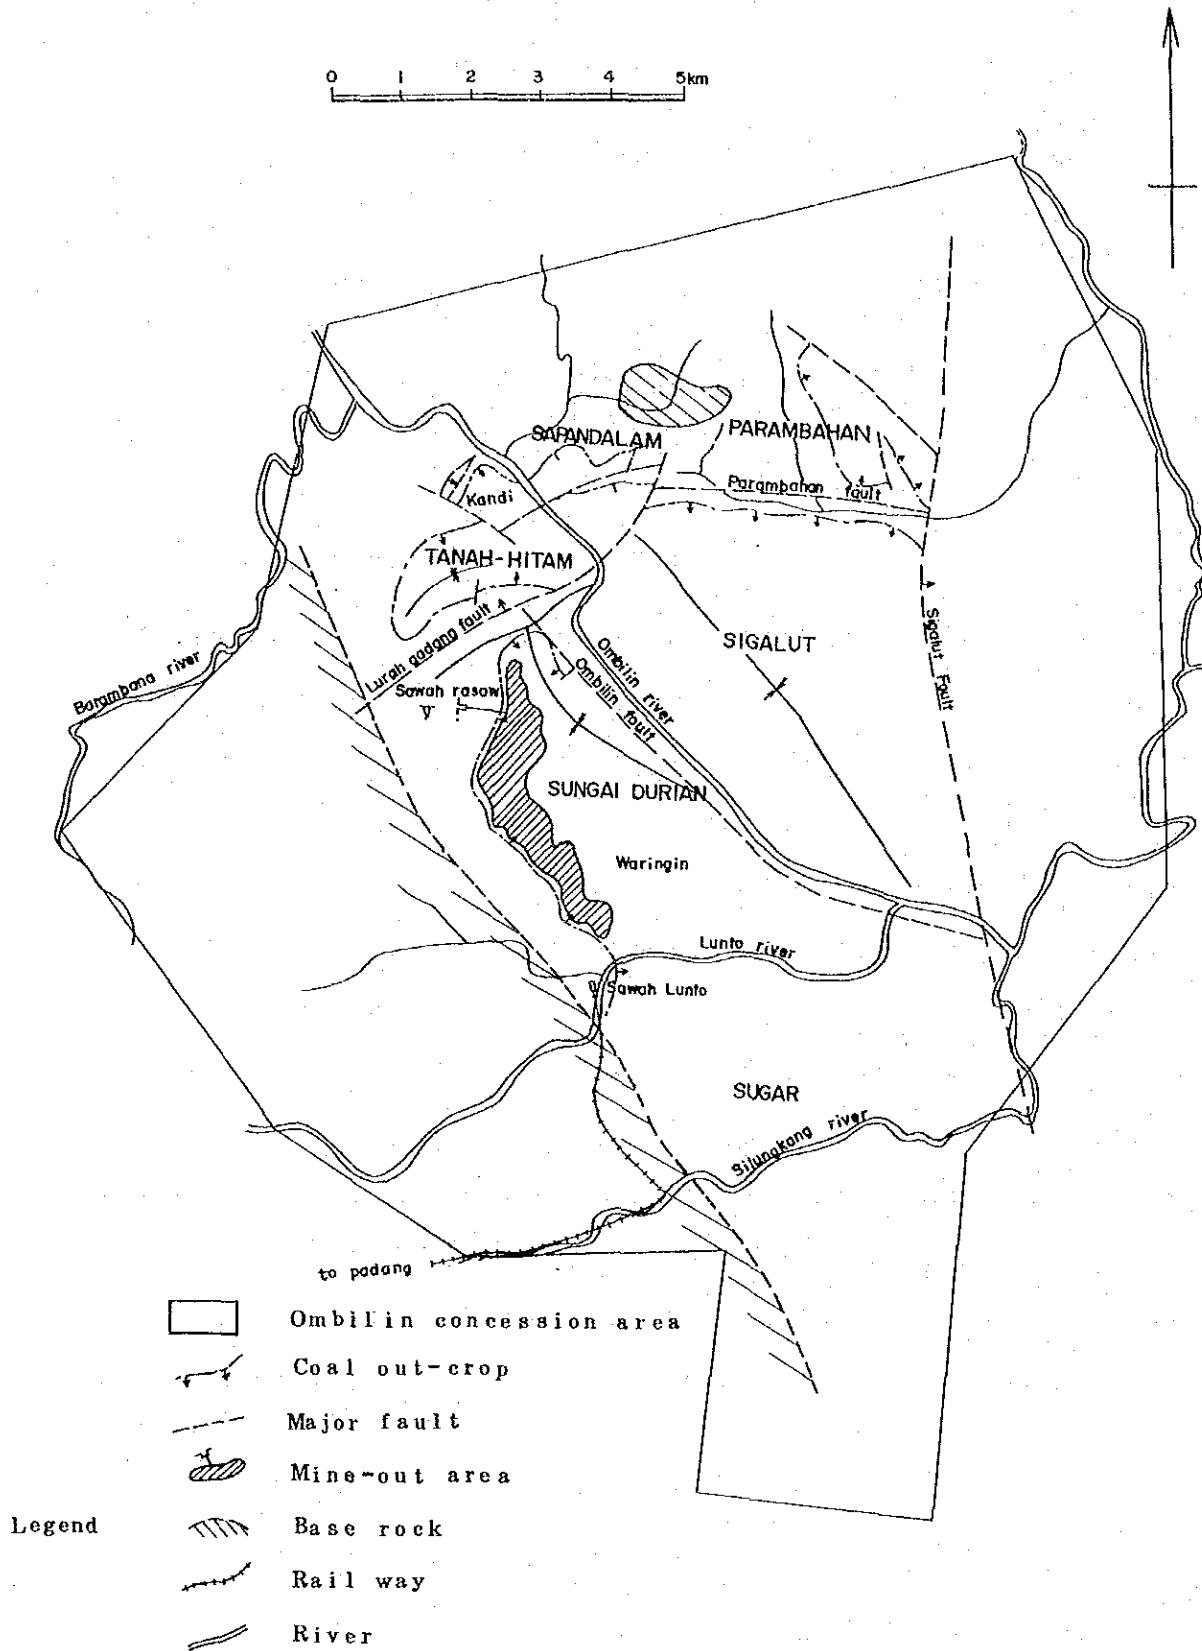 0 1 2 3 4 5km
SAPANDALAM
PARAMBAHAN
Parambahan fault
Kandi
TANAH-HITAM
Lurah gadang fault
SIGALUT
Sigalut Fault
Ombilin river
Ombilin fault
Barambana river
Sawah rasaw
V
SUNGAI DURIAN
Waringin
Lunto river
Sawah Lunto
SUGAR
Silungkang river
to padang
Ombilin concession area
Coal out-crop
Major fault
Mine-out area
Legend
Base rock
Rail way
River